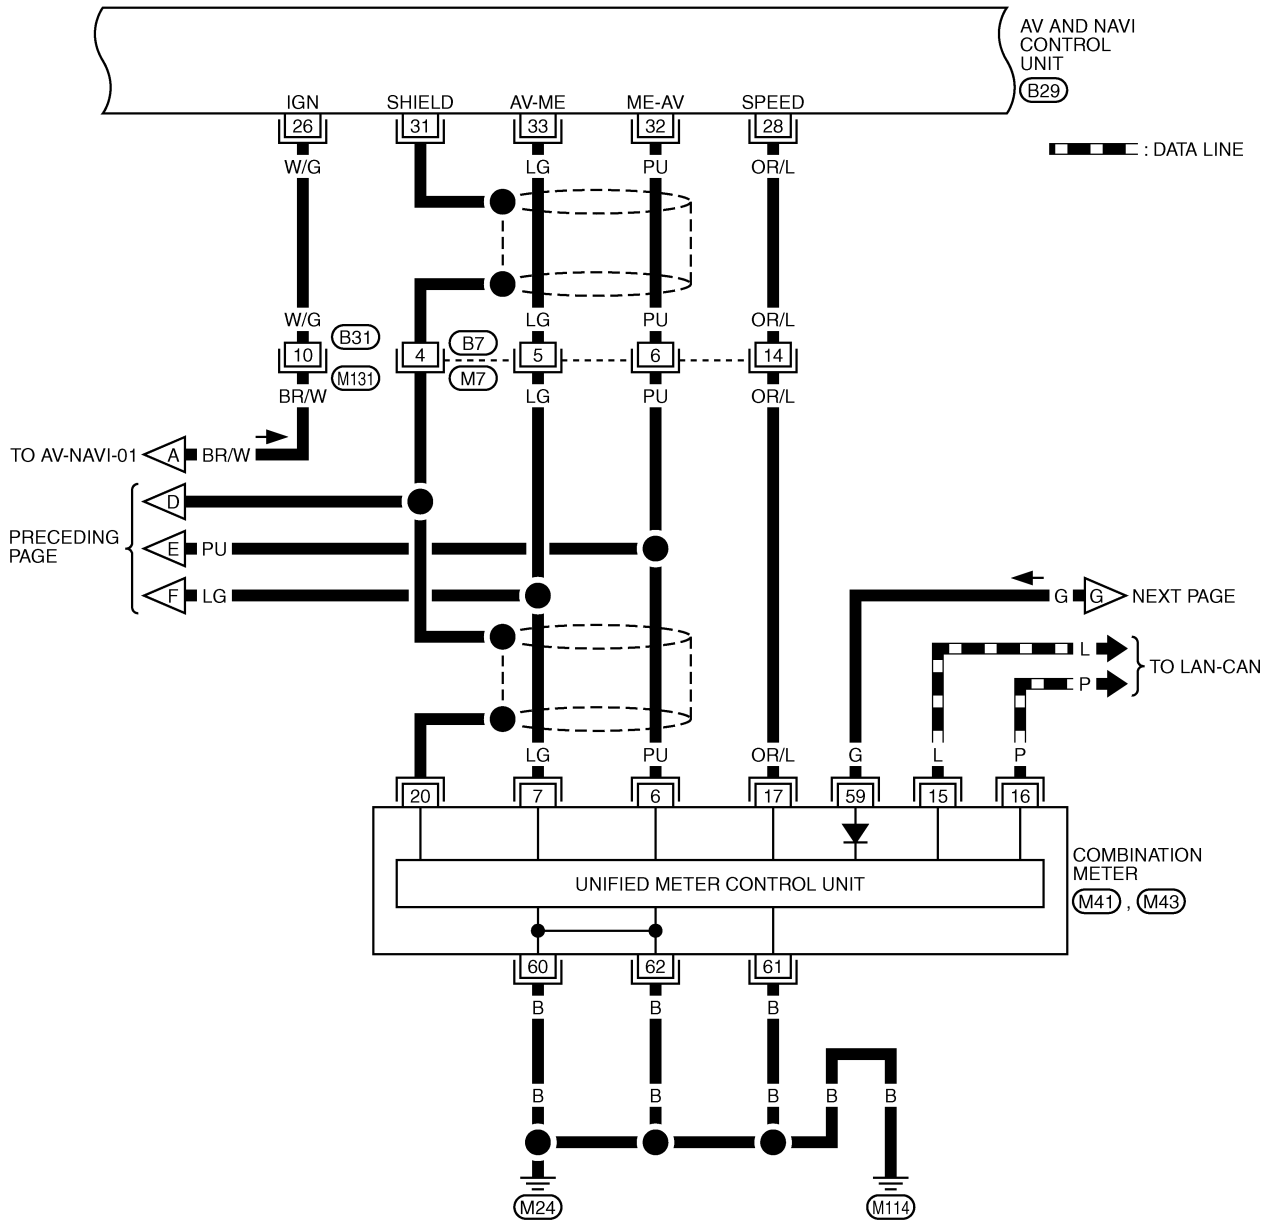 AV AND NAVI
CONTROL
UNIT
B29
IGN SHIELD AV-ME ME-AV SPEED
26 31 33 32 28
: DATA LINE
W/G LG PU OR/L
W/G LG PU OR/L
B31 B7
10 4 5 6 14
M131 M7
BR/W LG PU OR/L
TO AV-NAVI-01 A BR/W
D
PRECEDING
PAGE
E PU
F LG
G G NEXT PAGE
L
TO LAN-CAN
P
LG PU OR/L G L P
20 7 6 17 59 15 16
COMBINATION
METER
UNIFIED METER CONTROL UNIT
M41 , M43
60 62 61
B B B
B B B B B
M24 M114